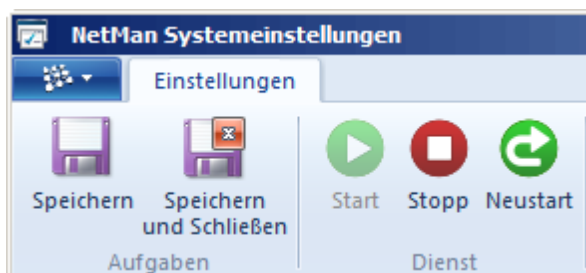 NetMan Systemeinstellungen
Einstellungen
Speichern
Speichern
und Schließen
Start
Stopp
Neustart
Aufgaben
Dienst